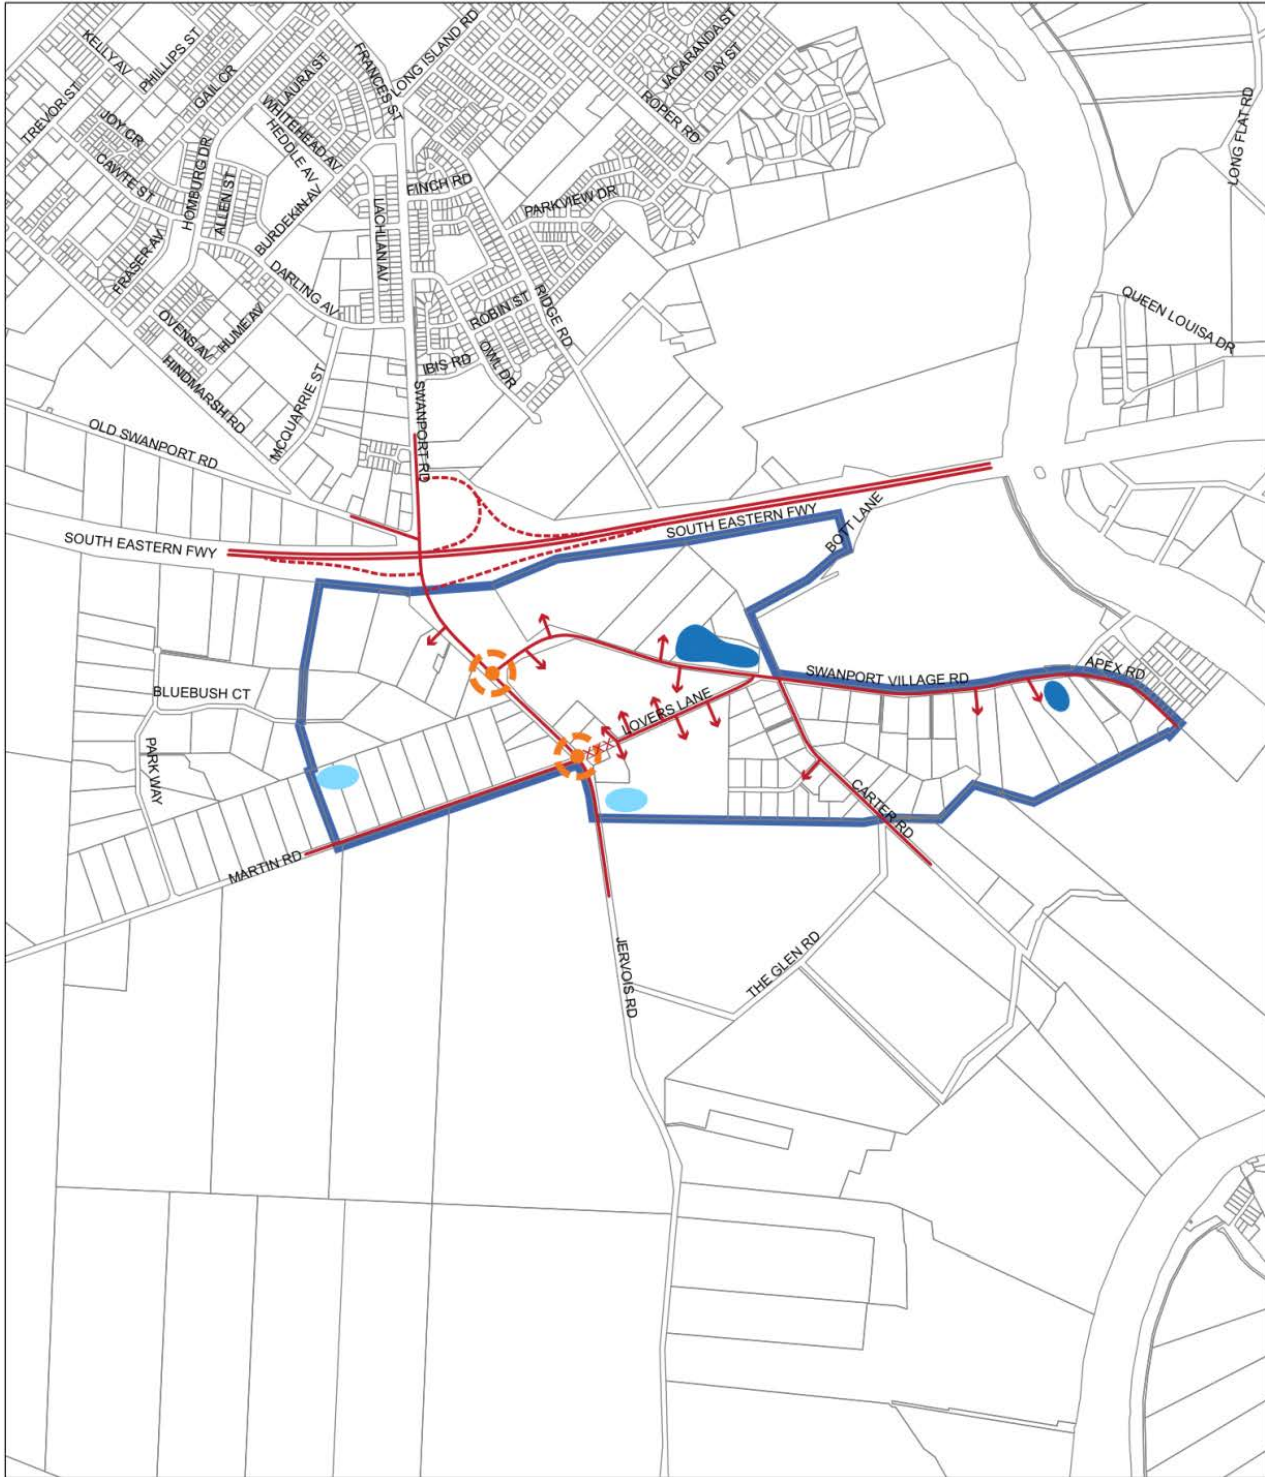 KELLY AV
PHILLIPS ST
TREVOR ST
GAIL CR
JOY CR
CAWTE ST
LAURA ST
WHITEHEAD AV
HEDDLE AV
FRANCES ST
LONG ISLAND RD
JACARANDA ST
DAY ST
ROPER RD
LONG FLAT RD
HOMBURG DR
ALLEN ST
BURDEKIN AV
LACHLAN AV
FINCH RD
PARKVIEW DR
FRASER AV
DARLING AV
OVENS AV
HUME AV
HINDMARSH RD
MCQUARRIE ST
ROBIN ST
RIDGE RD
IBIS RD
OWL DR
QUEEN LOUISA DR
SWANPORT RD
OLD SWANPORT RD
SOUTH EASTERN FWY
SOUTH EASTERN FWY
BOTT LANE
SWANPORT VILLAGE RD
APEX RD
BLUEBUSH CT
LOVERS LANE
XXX
PARK WAY
CARTER RD
MARTIN RD
JERVOIS RD
THE GLEN RD